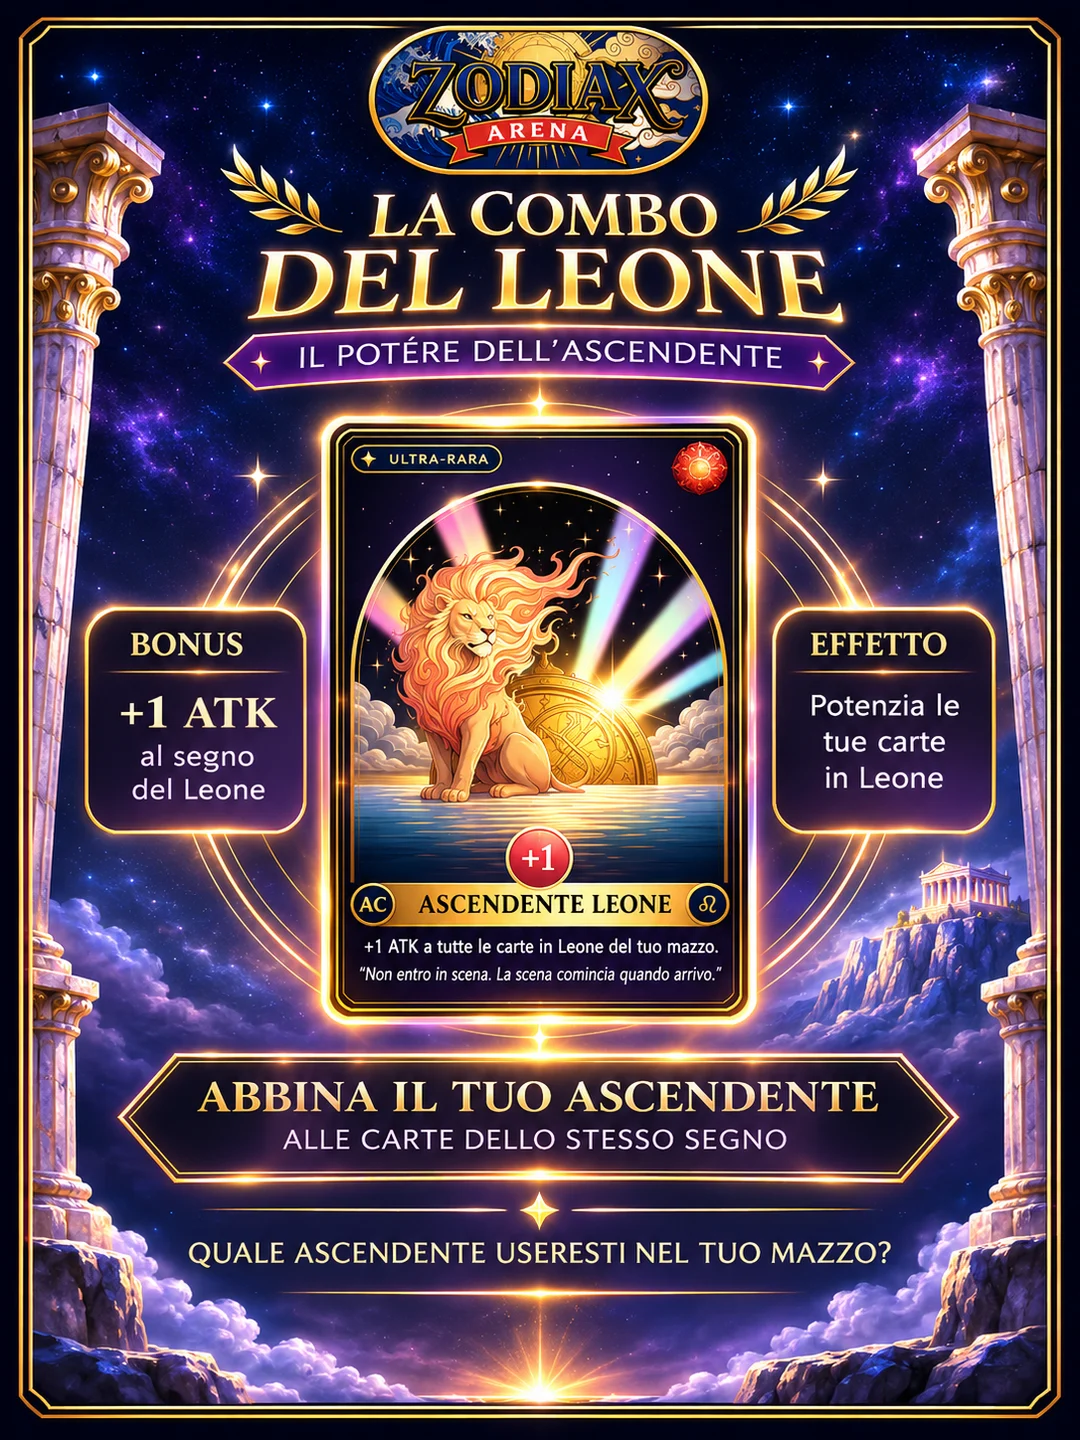 ZODIAX
ARENA
LA COMBO
DEL LEONE
IL POTÉRE DELL'ASCENDENTE
ULTRA-RARA
BONUS
+1 ATK
al segno
del Leone
EFFETTO
Potenzia le
tue carte
in Leone
+1
AC ASCENDENTE LEONE ♌
+1 ATK a tutte le carte in Leone del tuo mazzo.
"Non entro in scena. La scena comincia quando arrivo."
ABBINA IL TUO ASCENDENTE
ALLE CARTE DELLO STESSO SEGNO
QUALE ASCENDENTE USERESTI NEL TUO MAZZO?